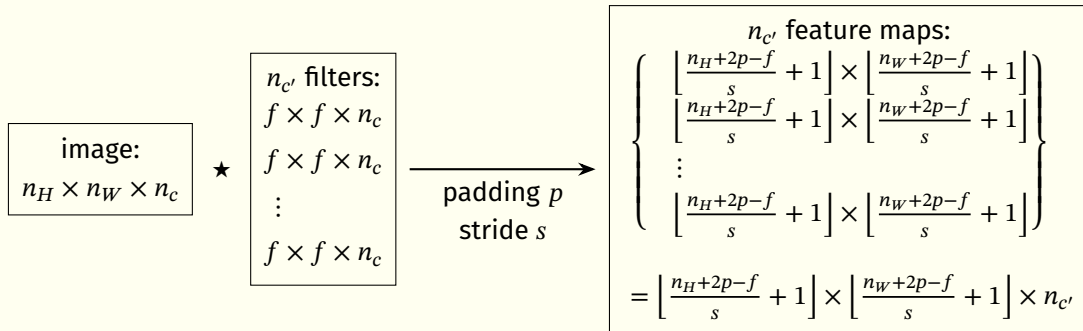 image:
n_H × n_W × n_c
★
n_{c′} filters:
f × f × n_c
f × f × n_c
⋮
f × f × n_c
padding p
stride s
n_{c′} feature maps:
{ ⌊(n_H+2p−f)/s + 1⌋ × ⌊(n_W+2p−f)/s + 1⌋
⌊(n_H+2p−f)/s + 1⌋ × ⌊(n_W+2p−f)/s + 1⌋
⋮
⌊(n_H+2p−f)/s + 1⌋ × ⌊(n_W+2p−f)/s + 1⌋ }
= ⌊(n_H+2p−f)/s + 1⌋ × ⌊(n_W+2p−f)/s + 1⌋ × n_{c′}